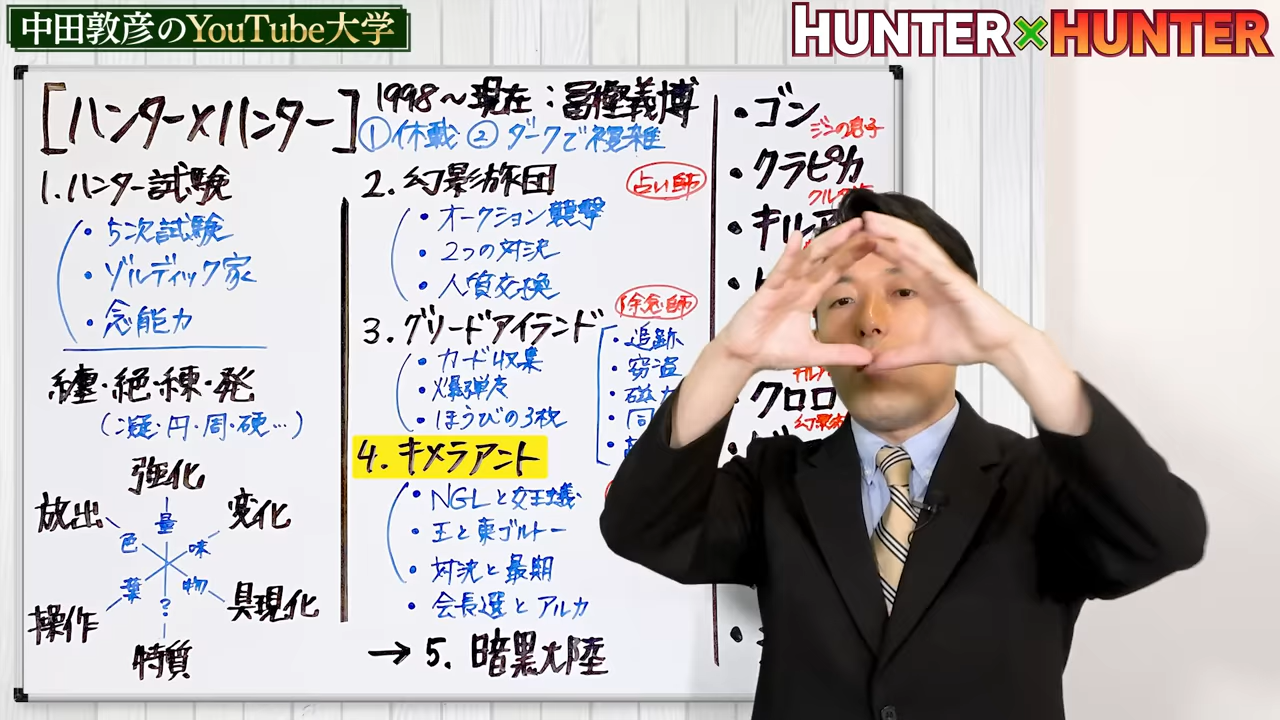 中田敦彦のYouTube大学
HUNTER×HUNTER
[ハンター×ハンター]
1998～現在：冨樫義博
①休載 ②ダークで複雑
1.ハンター試験
・5次試験
・ゾルディック家
・念能力
纏・絶・練・発
(凝・円・周・硬…)
強化
放出
変化
量
色
味
葉
物
?
操作
具現化
特質
2.幻影旅団
占い師
・オークション襲撃
・2つの対決
・人質交換
除念師
3.グリードアイランド
・カード収集
・爆弾魔
・ほうびの3枚
・追跡
・窃盗
・磁力
・同
4.キメラアント
・NGLと女王蟻
・王と東ゴルトー
・対決と最期
・会長選とアルカ
→5.暗黒大陸
・ゴン
ジンの息子
・クラピカ
・キルア
・クロロ